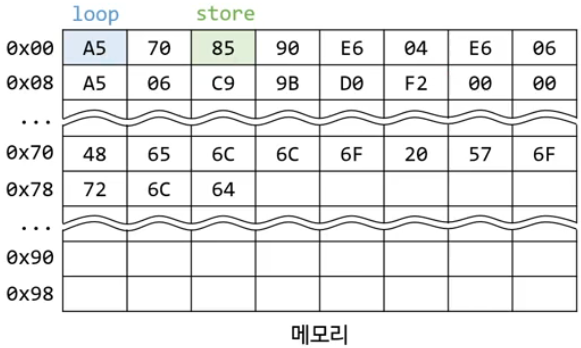 loop store
0x00 A5 70 85 90 E6 04 E6 06
0x08 A5 06 C9 9B D0 F2 00 00
...
0x70 48 65 6C 6C 6F 20 57 6F
0x78 72 6C 64
...
0x90
0x98
메모리